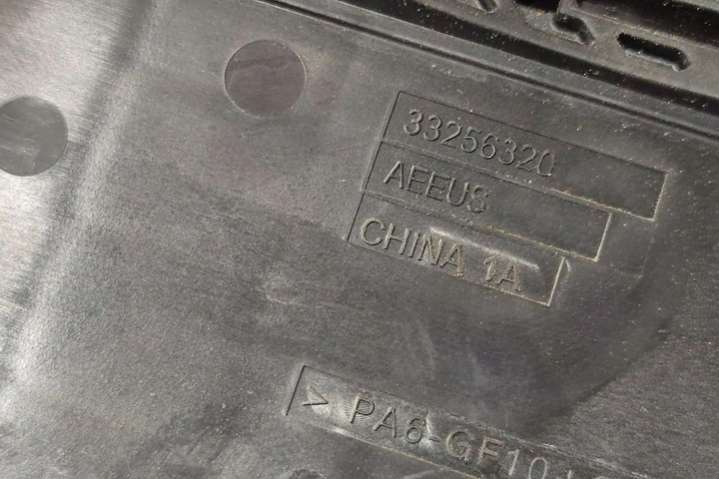 33256320
AEEUS
CHINA 1A
> PA6-GF10